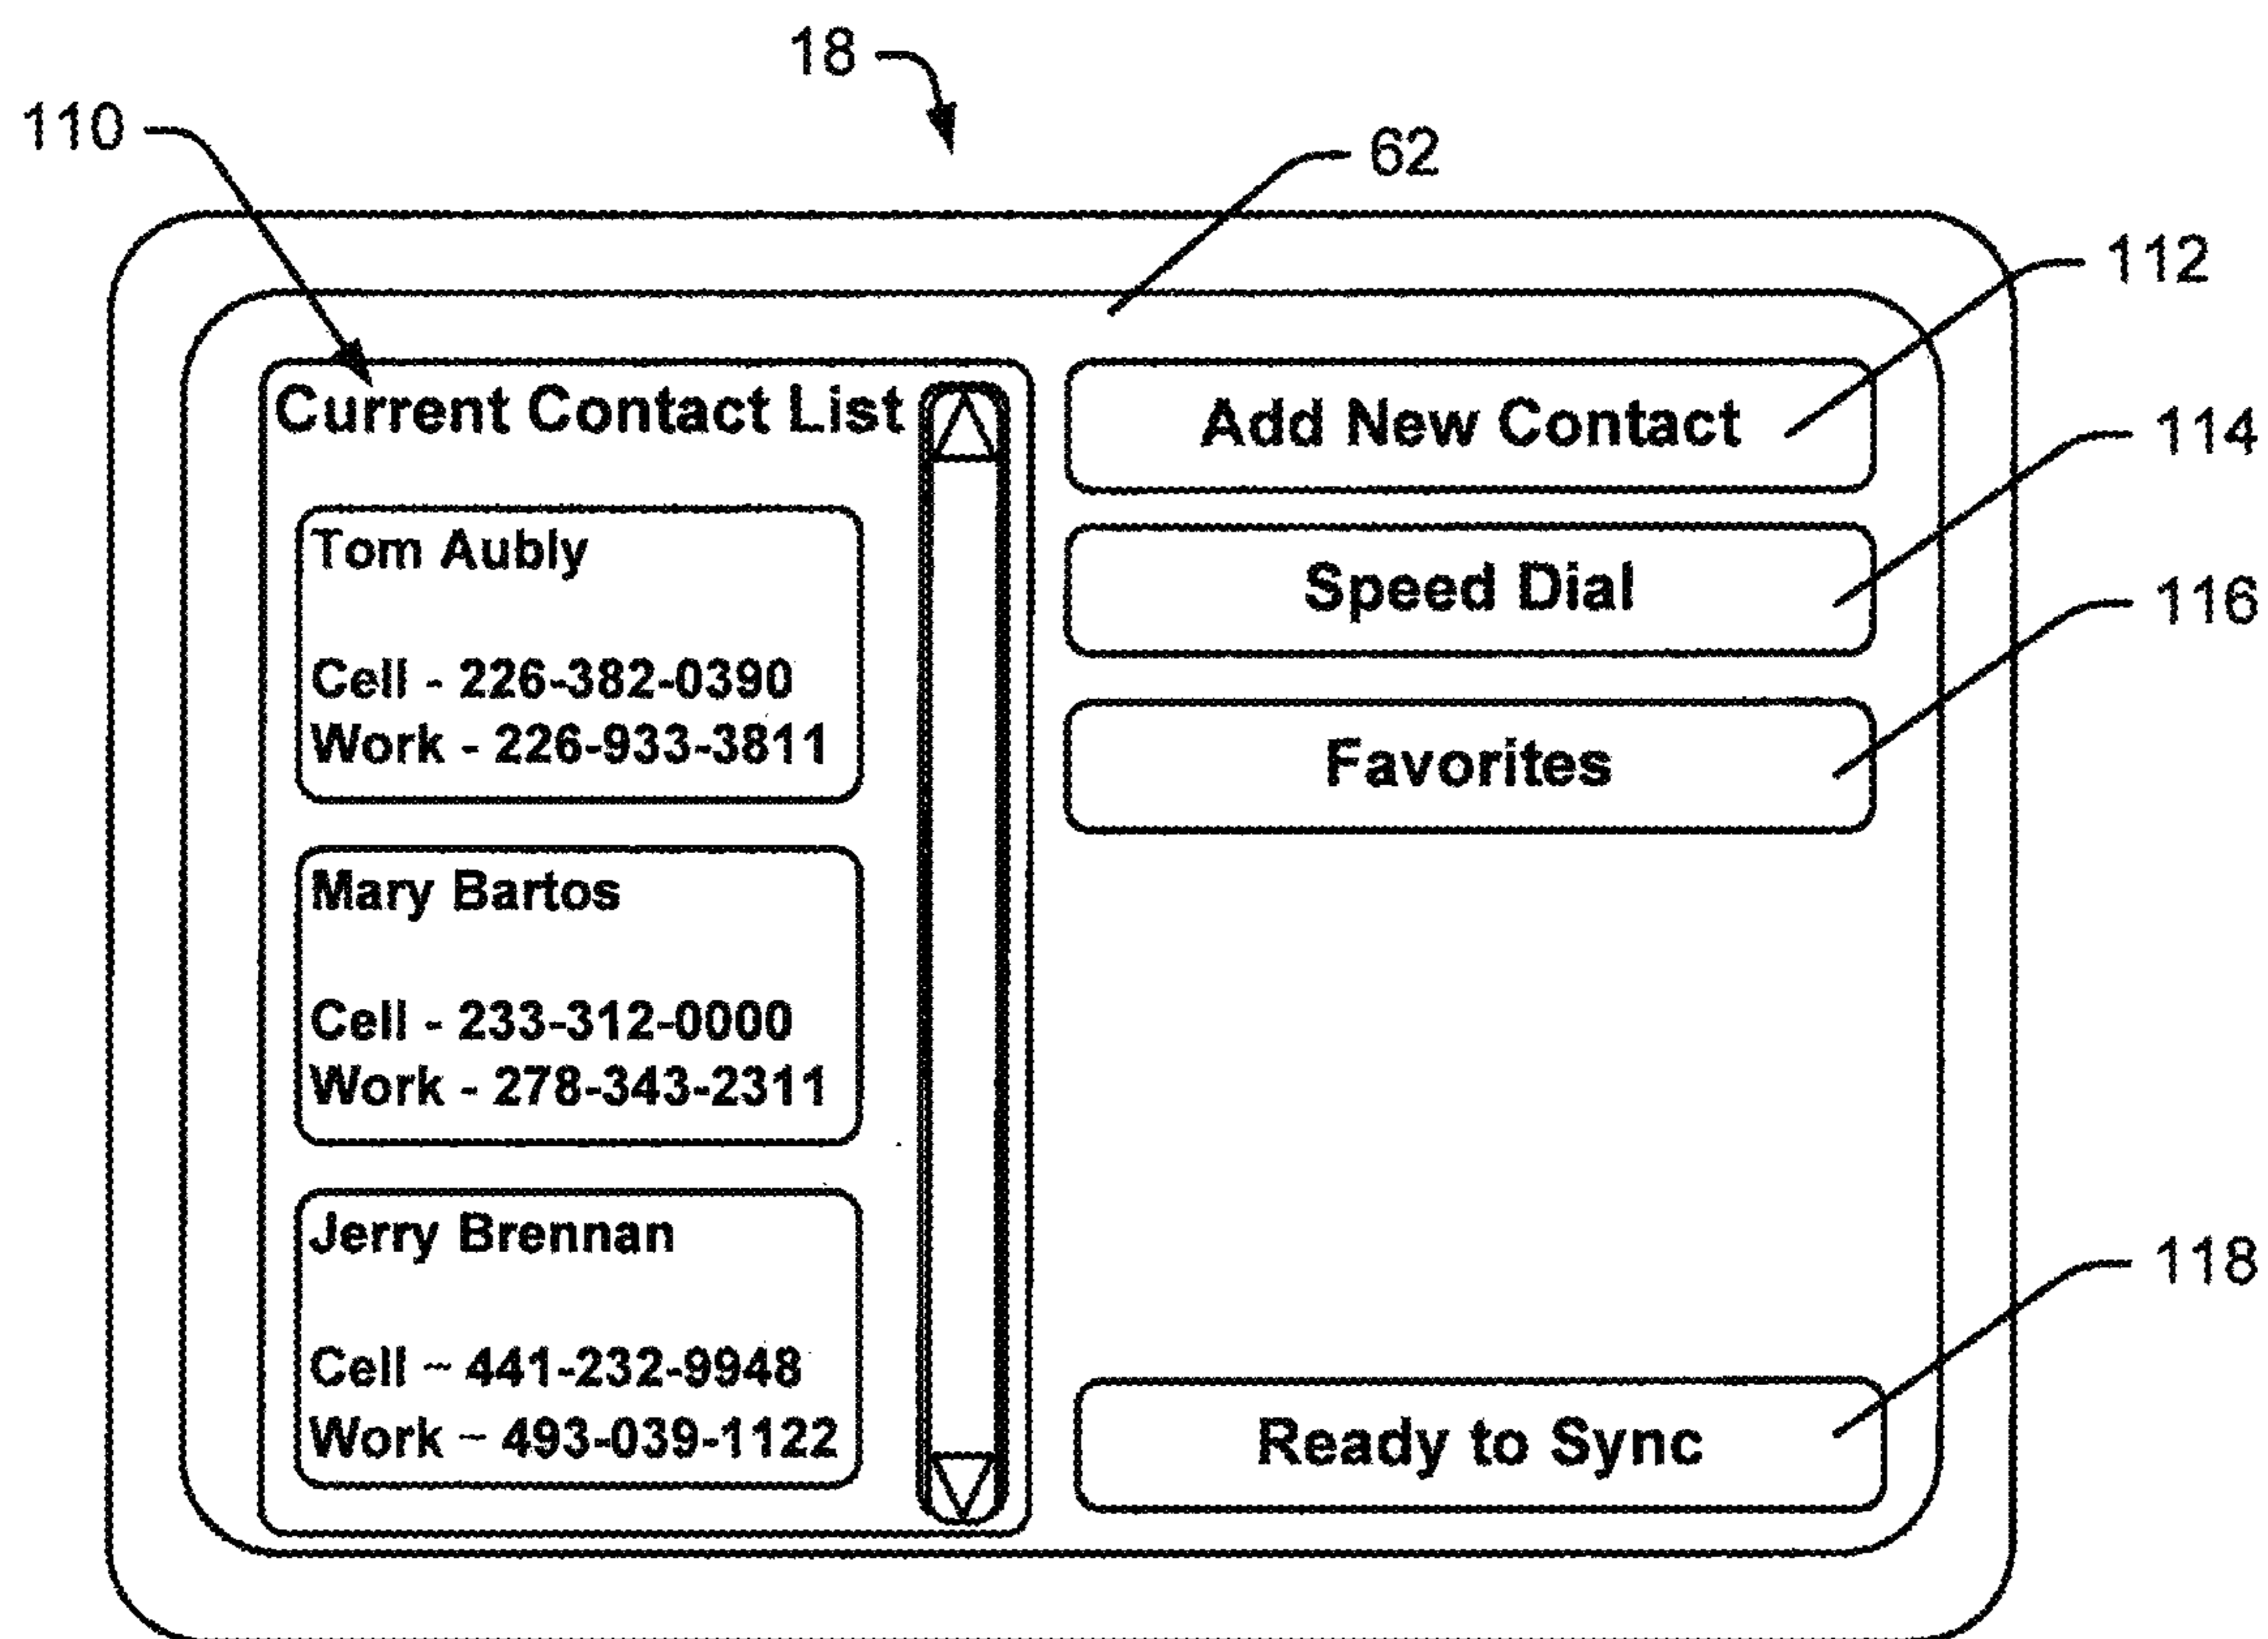 18
110
62
112
Current Contact List
Add New Contact
114
Speed Dial
Tom Aubly
116
Cell - 226-382-0390
Work - 226-933-3811
Favorites
Mary Bartos
Cell - 233-312-0000
Work - 278-343-2311
Jerry Brennan
118
Cell – 441-232-9948
Work – 493-039-1122
Ready to Sync